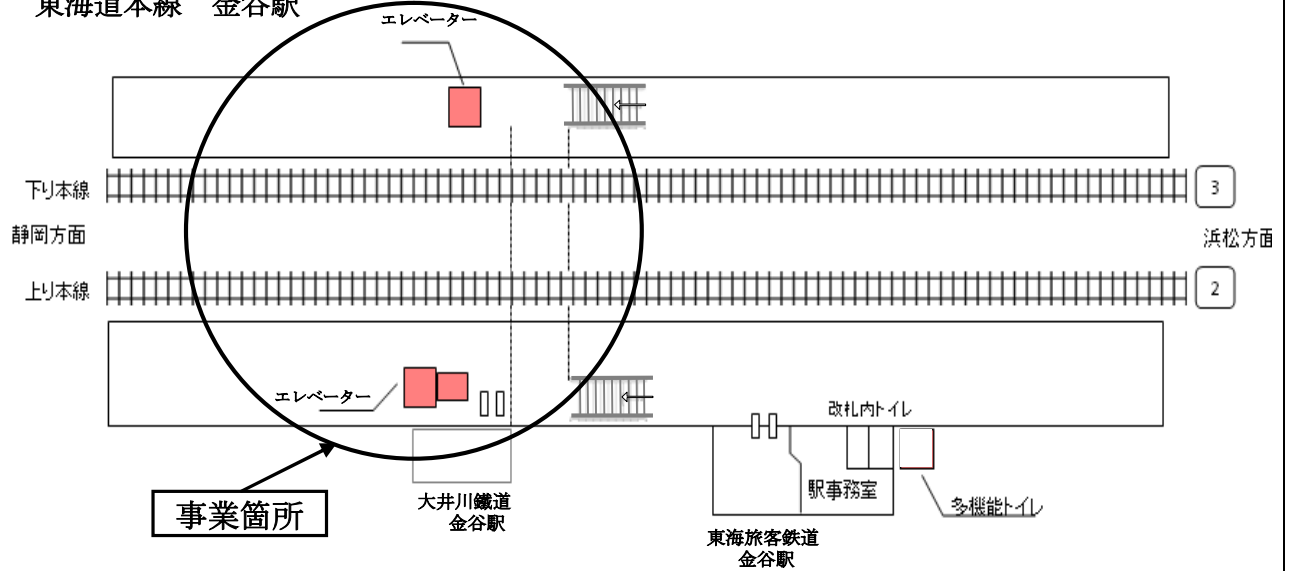 東海道本線　金谷駅
エレベーター
下り本線
3
静岡方面
浜松方面
上り本線
2
エレベーター
改札内トイレ
事業箇所
大井川鐵道
金谷駅
駅事務室
多機能トイレ
東海旅客鉄道
金谷駅